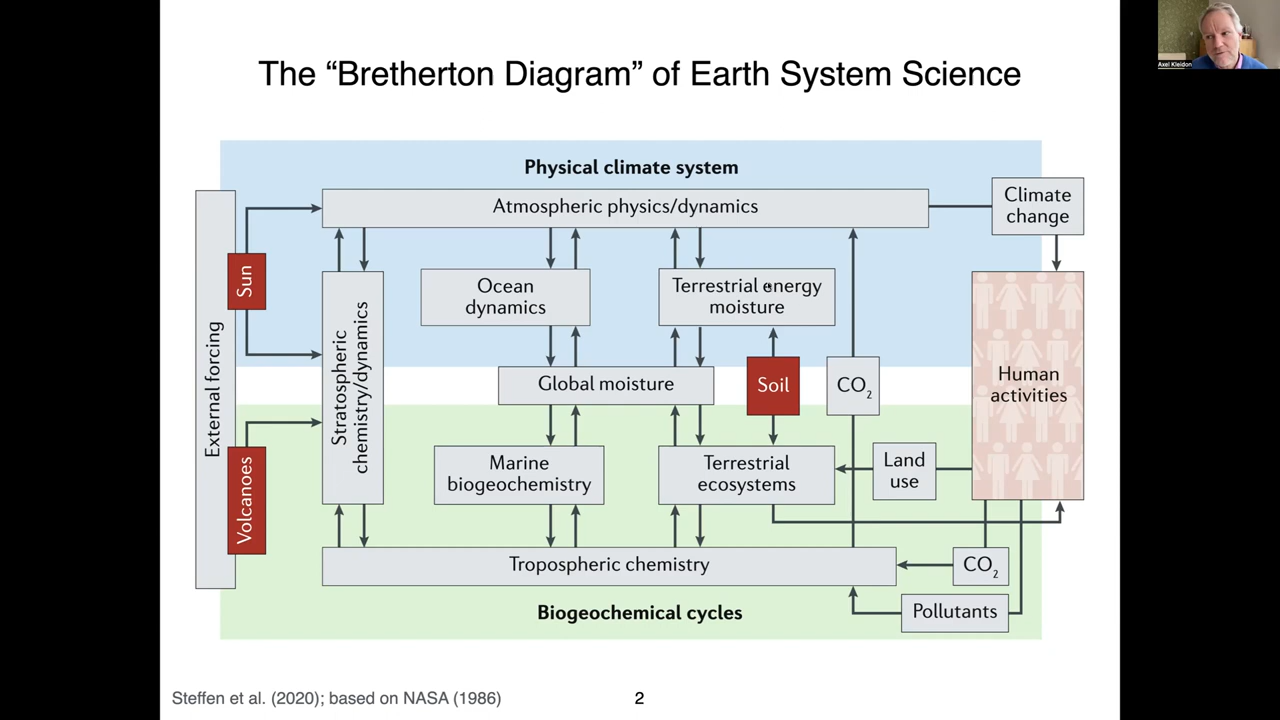 The “Bretherton Diagram” of Earth System Science
Axel Kleidon
Physical climate system
Atmospheric physics/dynamics
Climate
change
External forcing
Sun
Volcanoes
Stratospheric
chemistry/dynamics
Ocean
dynamics
Terrestrial energy
moisture
Global moisture
Soil
CO₂
Human
activities
Marine
biogeochemistry
Terrestrial
ecosystems
Land
use
Tropospheric chemistry
CO₂
Pollutants
Biogeochemical cycles
Steffen et al. (2020); based on NASA (1986)
2